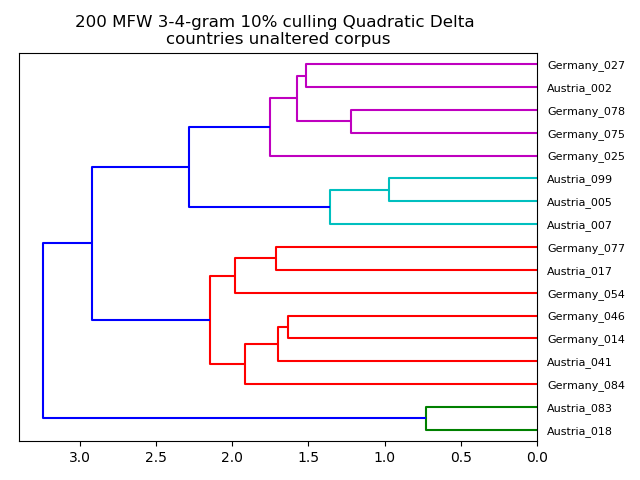 200 MFW 3-4-gram 10% culling Quadratic Delta
countries unaltered corpus
Germany_027
Austria_002
Germany_078
Germany_075
Germany_025
Austria_099
Austria_005
Austria_007
Germany_077
Austria_017
Germany_054
Germany_046
Germany_014
Austria_041
Germany_084
Austria_083
Austria_018
3.0 2.5 2.0 1.5 1.0 0.5 0.0